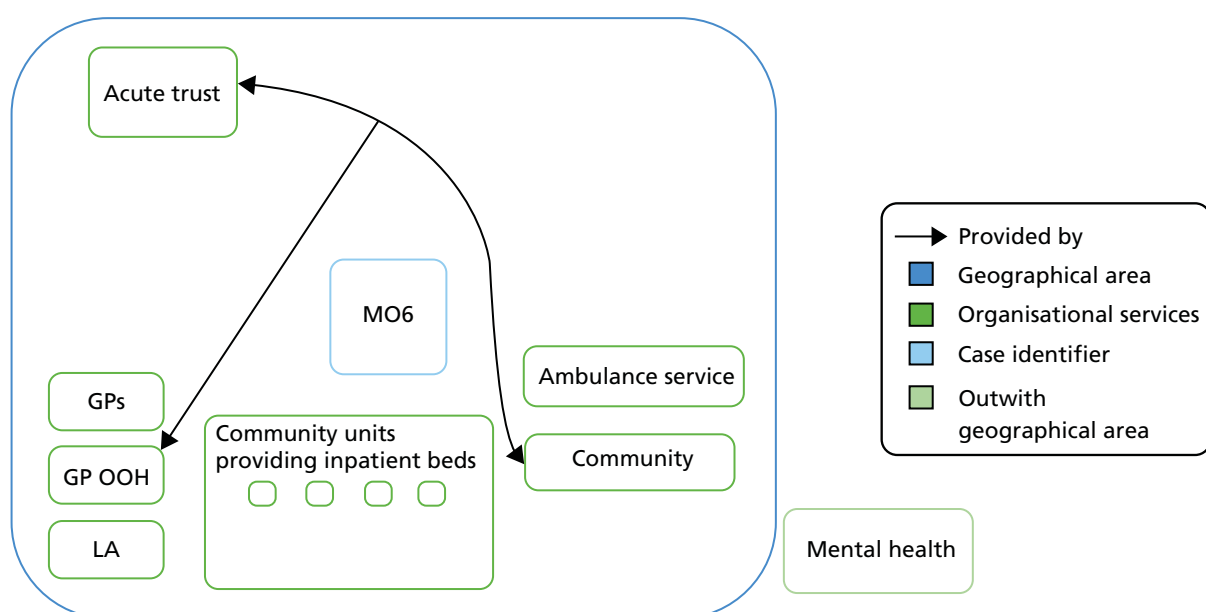 Acute trust
MO6
GPs
GP OOH
LA
Community units
providing inpatient beds
Ambulance service
Community
Mental health
Provided by
Geographical area
Organisational services
Case identifier
Outwith
geographical area